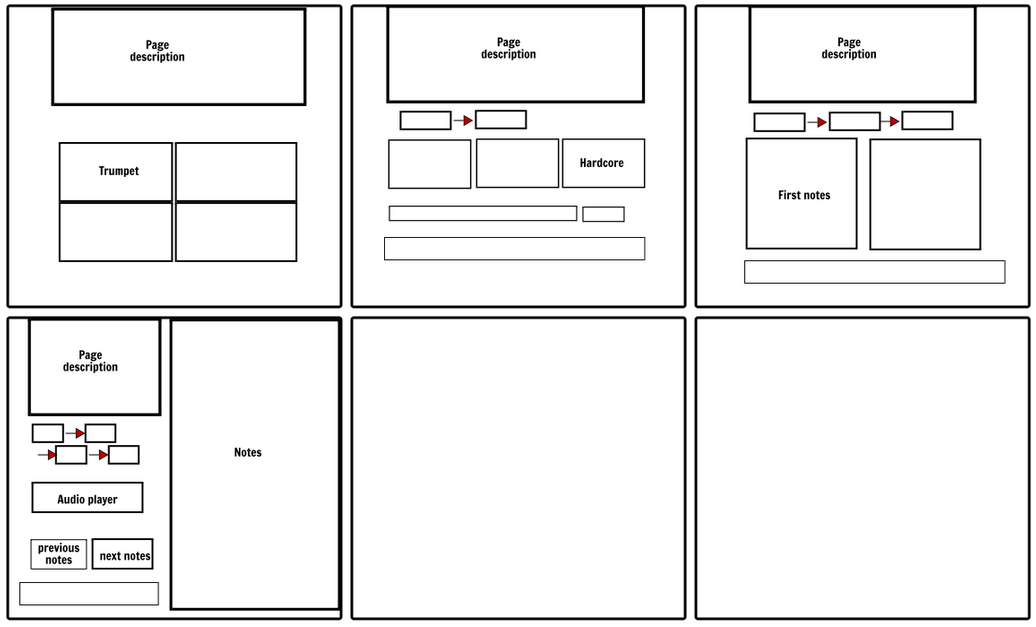 Page
description
Trumpet
Page
description
Hardcore
Page
description
First notes
Page
description
Notes
Audio player
previous
notes
next notes